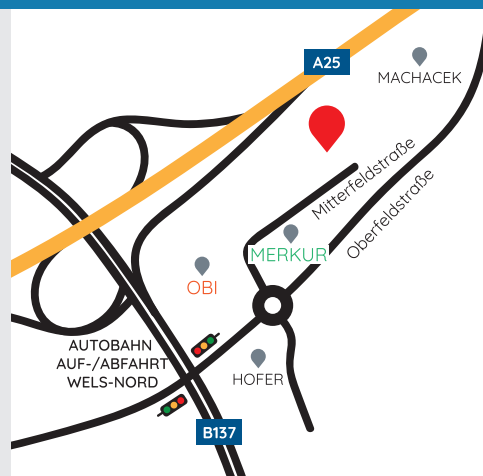 A25
MACHACEK
Mitterfeldstraße
Oberfeldstraße
MERKUR
OBI
AUTOBAHN
AUF-/ABFAHRT
WELS-NORD
HOFER
B137